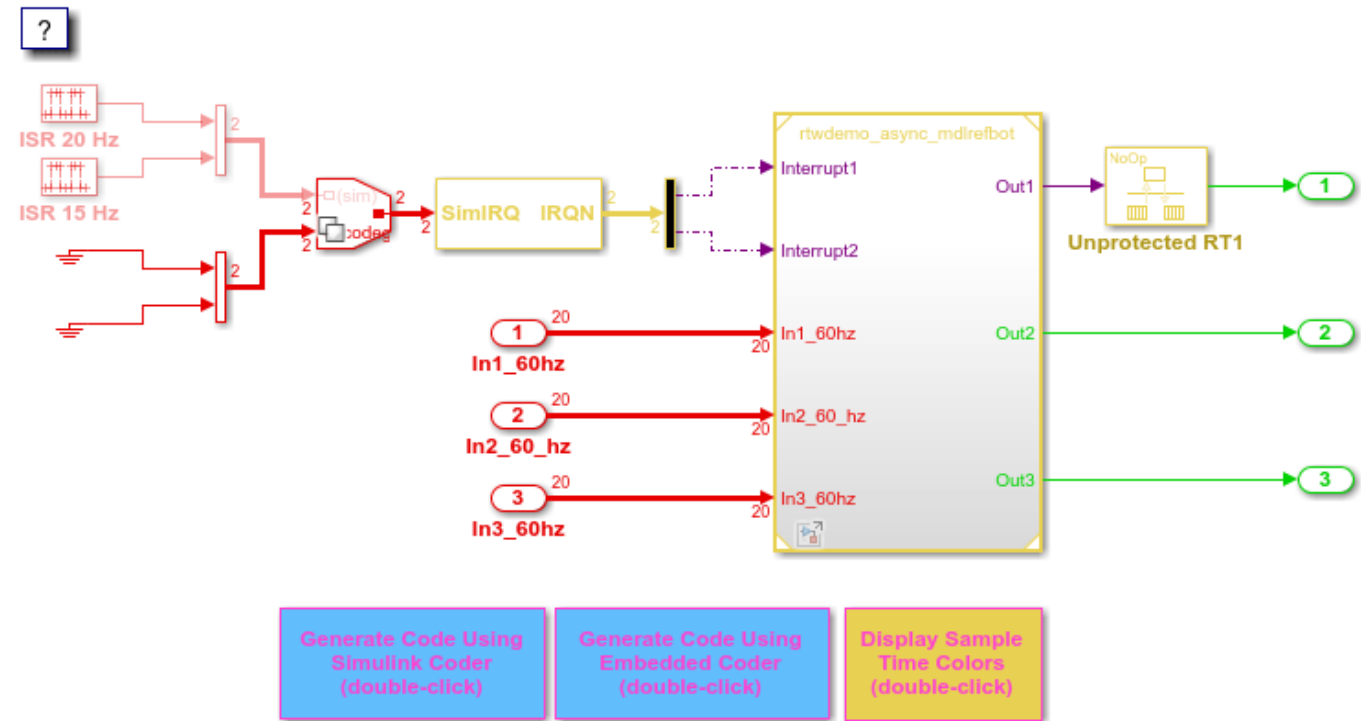 ?
ISR 20 Hz
ISR 15 Hz
2
2
2
(sim)
2
codeg
2
2
SimIRQ IRQN
2
2
2
rtwdemo_async_mdlrefbot
Interrupt1
Interrupt2
In1_60hz
In2_60_hz
In3_60hz
Out1
Out2
Out3
NoOp
Unprotected RT1
1
2
3
1
20
20
In1_60hz
2
20
20
In2_60_hz
3
20
20
In3_60hz
Generate Code Using
Simulink Coder
(double-click)
Generate Code Using
Embedded Coder
(double-click)
Display Sample
Time Colors
(double-click)